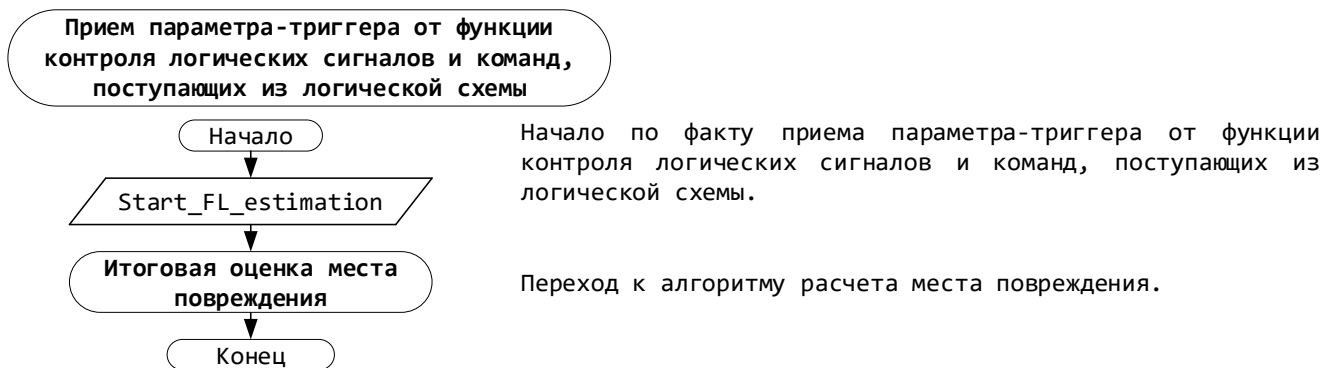 Прием параметра-триггера от функции
контроля логических сигналов и команд,
поступающих из логической схемы
Начало
Начало по факту приема параметра-триггера от функции
контроля логических сигналов и команд, поступающих из
логической схемы.
Start_FL_estimation
Итоговая оценка места
повреждения
Переход к алгоритму расчета места повреждения.
Конец